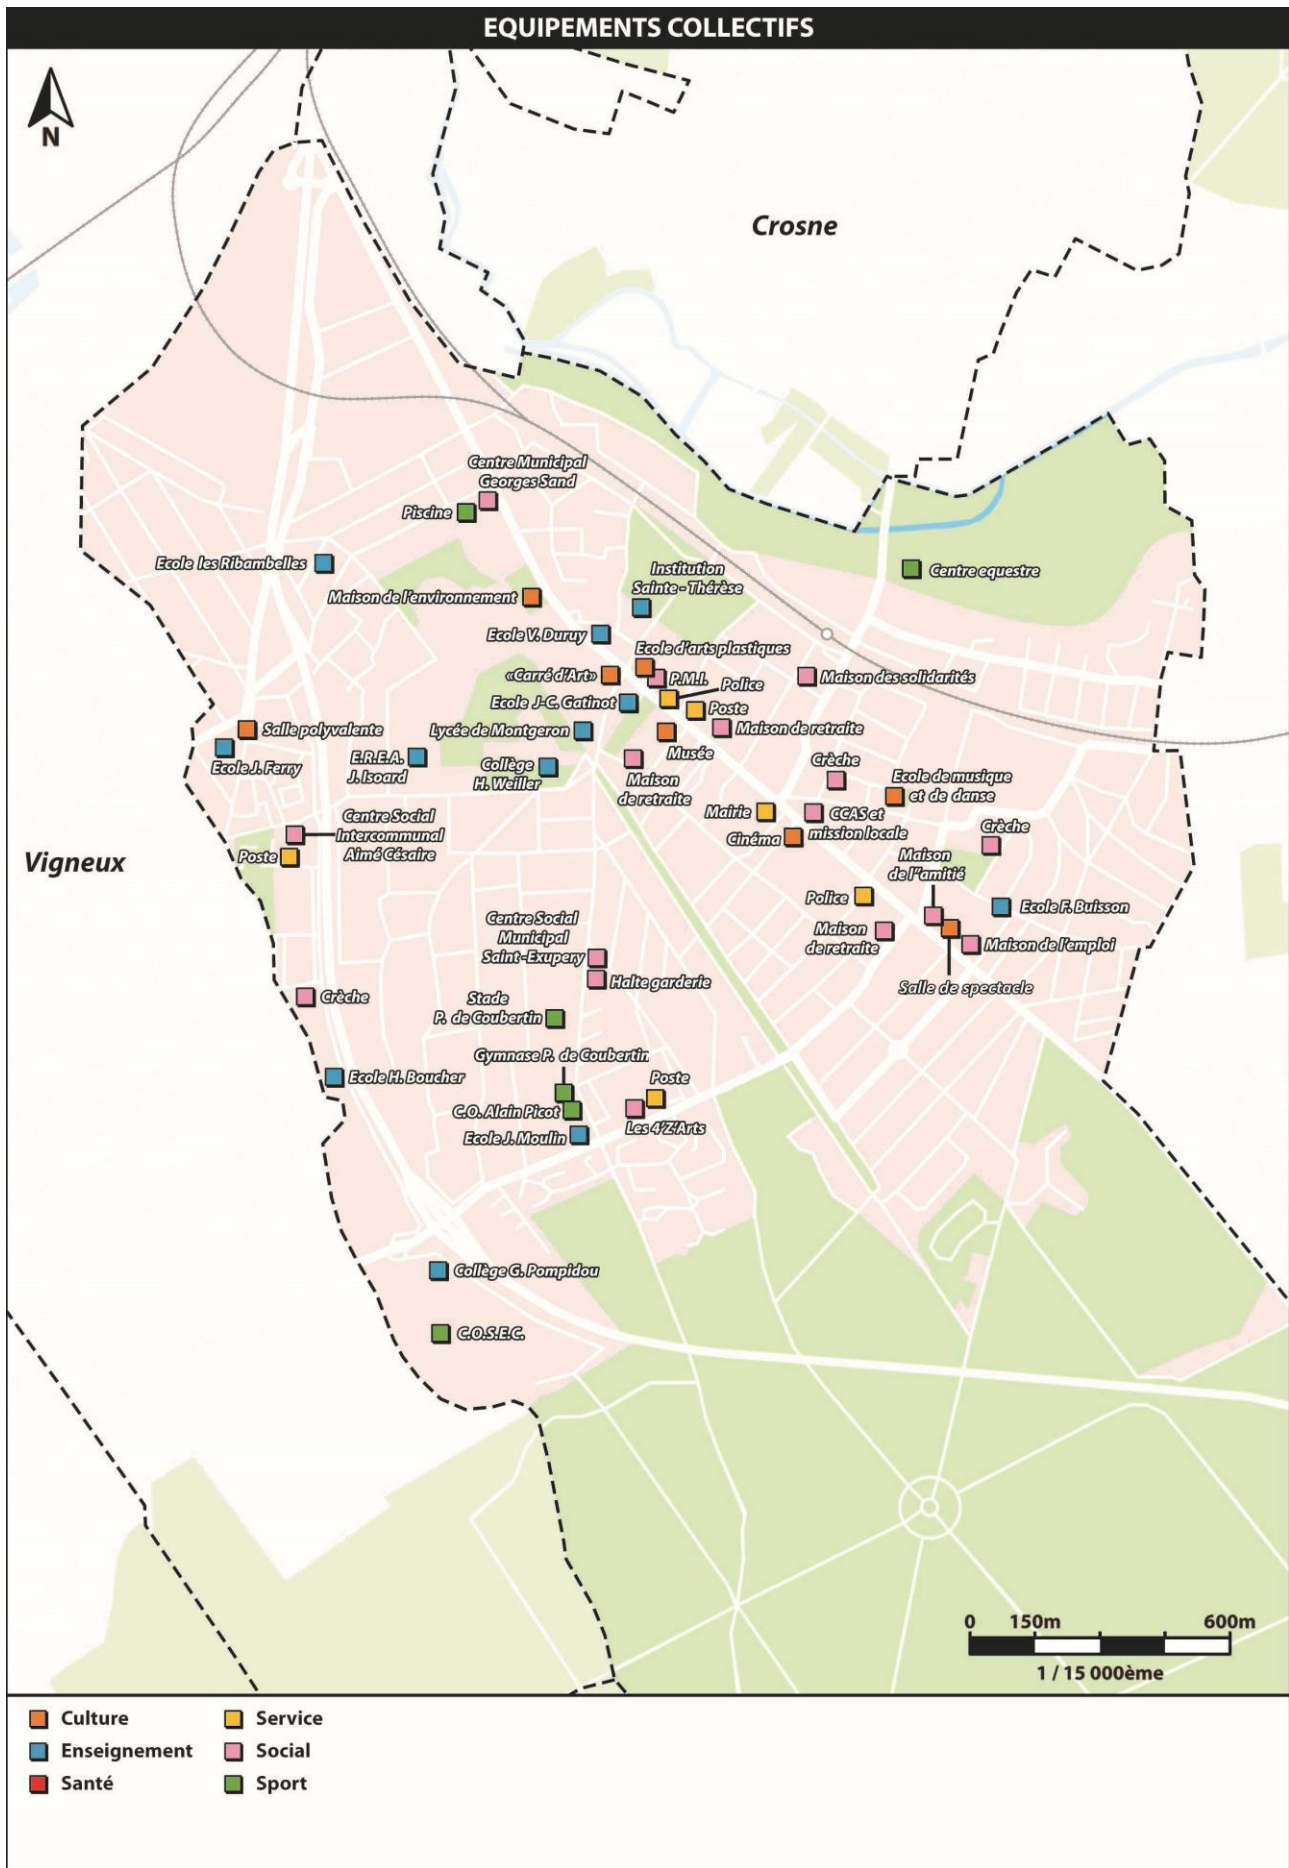 EQUIPEMENTS COLLECTIFS
N
Crosne
Centre Municipal
Georges Sand
Piscine
Ecole les Ribambelles
Institution
Sainte-Thérèse
Centre equestre
Maison de l'environnement
Ecole V. Duruy
Ecole d'arts plastiques
«Carré d'Art»
P.M.I.
Police
Maison des solidarités
Ecole J-C. Gatinot
Poste
Salle polyvalente
Lycée de Montgeron
Maison de retraite
Musée
Ecole J. Ferry
E.R.E.A.
J. Isoard
Collège
H. Weiller
Maison
de retraite
Crèche
Ecole de musique
et de danse
Centre Social
Intercommunal
Aimé Césaire
Mairie
CCAS et
mission locale
Cinéma
Crèche
Poste
Vigneux
Maison
de l''amitié
Police
Ecole F. Buisson
Centre Social
Municipal
Saint-Exupery
Maison
de retraite
Maison de l'emploi
Halte garderie
Salle de spectacle
Crèche
Stade
P. de Coubertin
Gymnase P. de Coubertin
Ecole H. Boucher
Poste
C.O. Alain Picot
Les 4'Z'Arts
Ecole J. Moulin
Collège G. Pompidou
C.O.S.E.C.
0 150m 600m
1 / 15 000ème
Culture
Enseignement
Santé
Service
Social
Sport